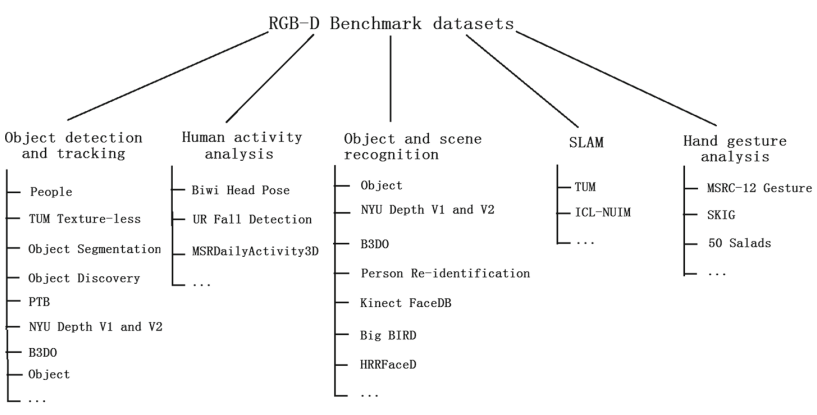 RGB-D Benchmark datasets
Object detection
and tracking
People
TUM Texture-less
Object Segmentation
Object Discovery
PTB
NYU Depth V1 and V2
B3DO
Object
...
Human activity
analysis
Biwi Head Pose
UR Fall Detection
MSRDailyActivity3D
...
Object and scene
recognition
Object
NYU Depth V1 and V2
B3DO
Person Re-identification
Kinect FaceDB
Big BIRD
HRRFaceD
...
SLAM
TUM
ICL-NUIM
...
Hand gesture
analysis
MSRC-12 Gesture
SKIG
50 Salads
...